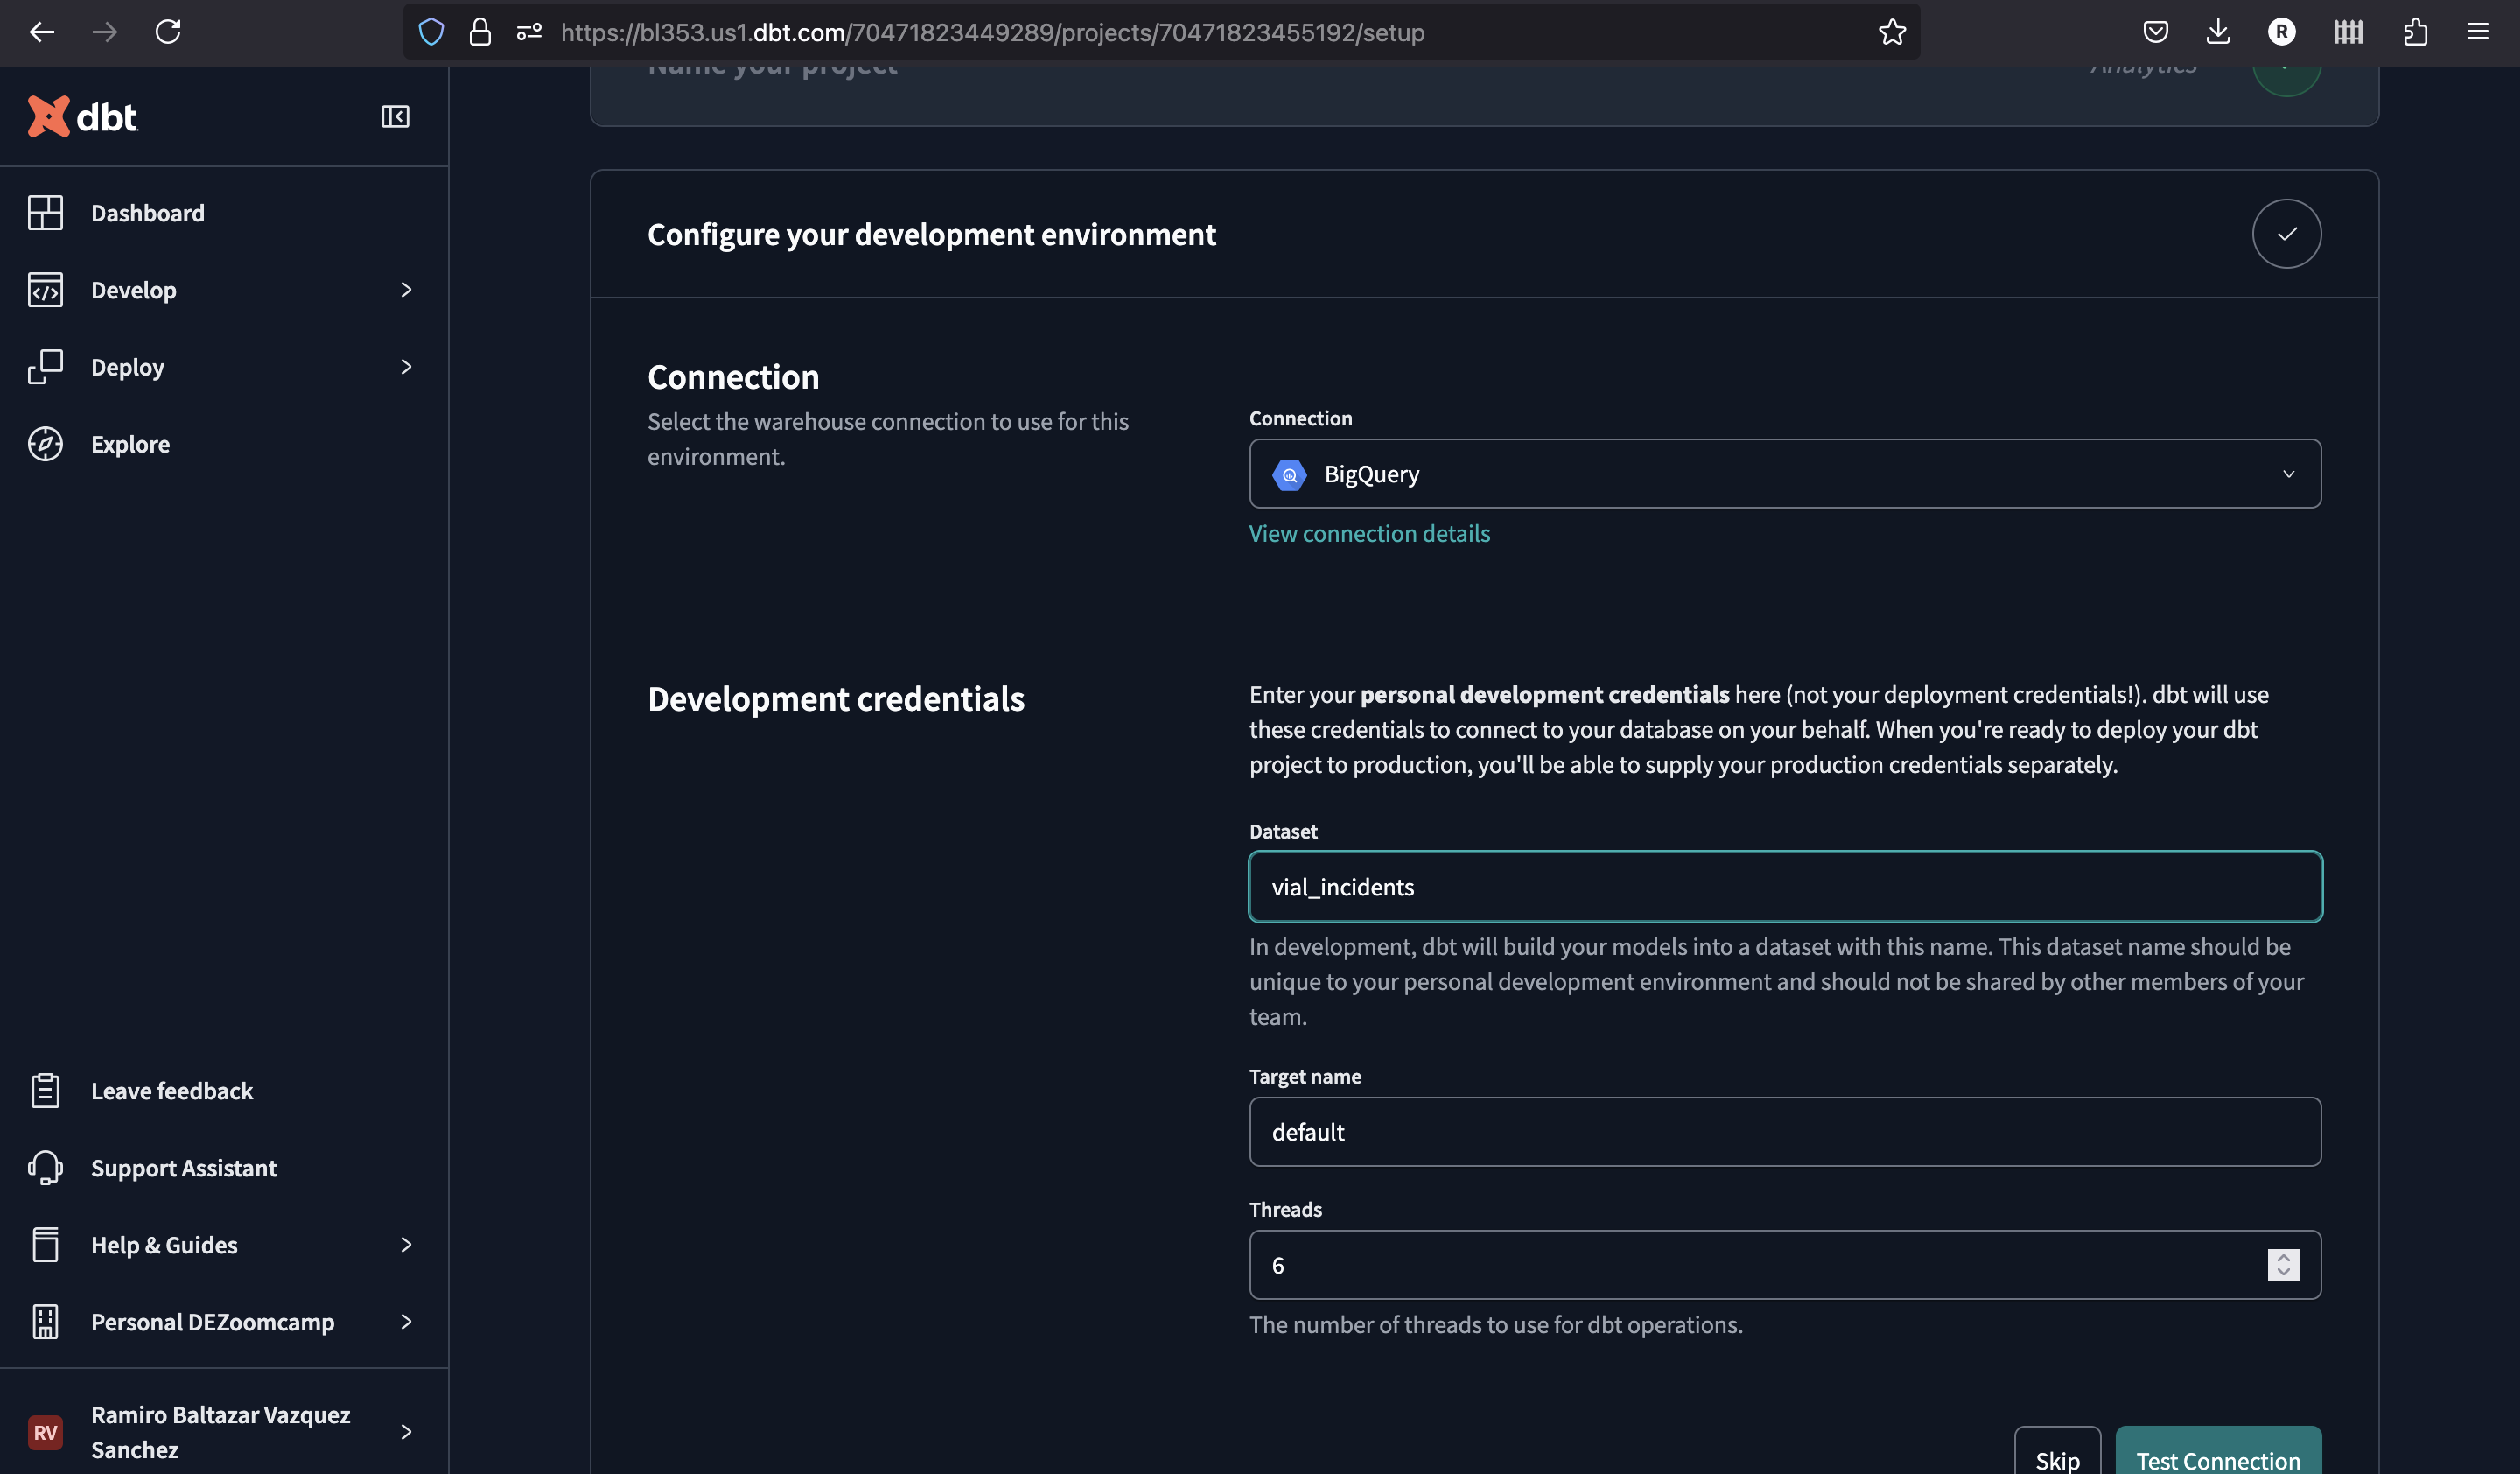 https://bl353.us1.dbt.com/70471823449289/projects/70471823455192/setup
R
dbt
Name your project
Analytics
Dashboard
Develop
Deploy
Explore
Configure your development environment
Connection
Select the warehouse connection to use for this
environment.
Connection
BigQuery
View connection details
Development credentials
Enter your personal development credentials here (not your deployment credentials!). dbt will use
these credentials to connect to your database on your behalf. When you're ready to deploy your dbt
project to production, you'll be able to supply your production credentials separately.
Dataset
vial_incidents
In development, dbt will build your models into a dataset with this name. This dataset name should be
unique to your personal development environment and should not be shared by other members of your
team.
Target name
default
Threads
6
The number of threads to use for dbt operations.
Skip
Test Connection
Leave feedback
Support Assistant
Help & Guides
Personal DEZoomcamp
RV
Ramiro Baltazar Vazquez
Sanchez